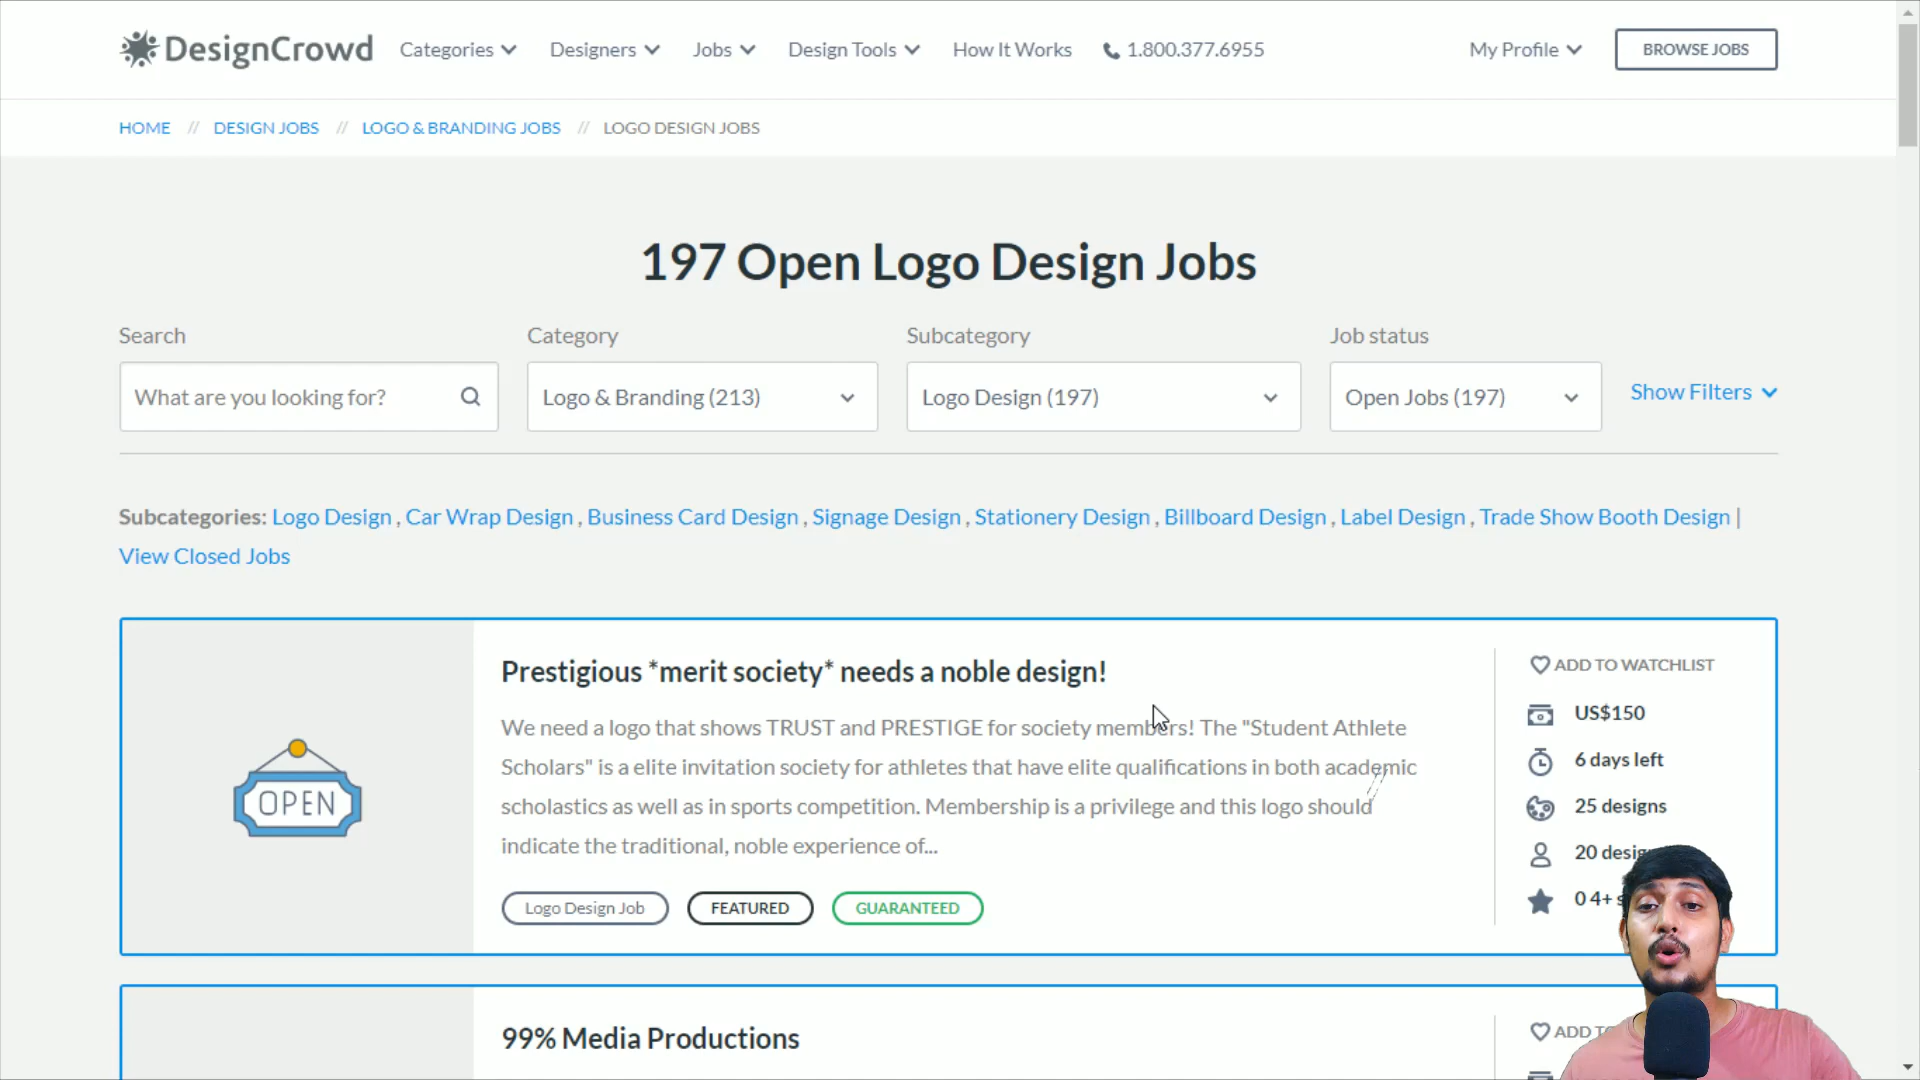 DesignCrowd Categories Designers Jobs Design Tools How It Works 1.800.377.6955 My Profile BROWSE JOBS
HOME // DESIGN JOBS // LOGO & BRANDING JOBS // LOGO DESIGN JOBS
197 Open Logo Design Jobs
Search Category Subcategory Job status
What are you looking for? Logo & Branding (213) Logo Design (197) Open Jobs (197) Show Filters
Subcategories: Logo Design , Car Wrap Design , Business Card Design , Signage Design , Stationery Design , Billboard Design , Label Design , Trade Show Booth Design |
View Closed Jobs
OPEN
Prestigious *merit society* needs a noble design!
We need a logo that shows TRUST and PRESTIGE for society members! The "Student Athlete
Scholars" is a elite invitation society for athletes that have elite qualifications in both academic
scholastics as well as in sports competition. Membership is a privilege and this logo should
indicate the traditional, noble experience of...
Logo Design Job FEATURED GUARANTEED
ADD TO WATCHLIST
US$150
6 days left
25 designs
20
0 4+
99% Media Productions
ADD